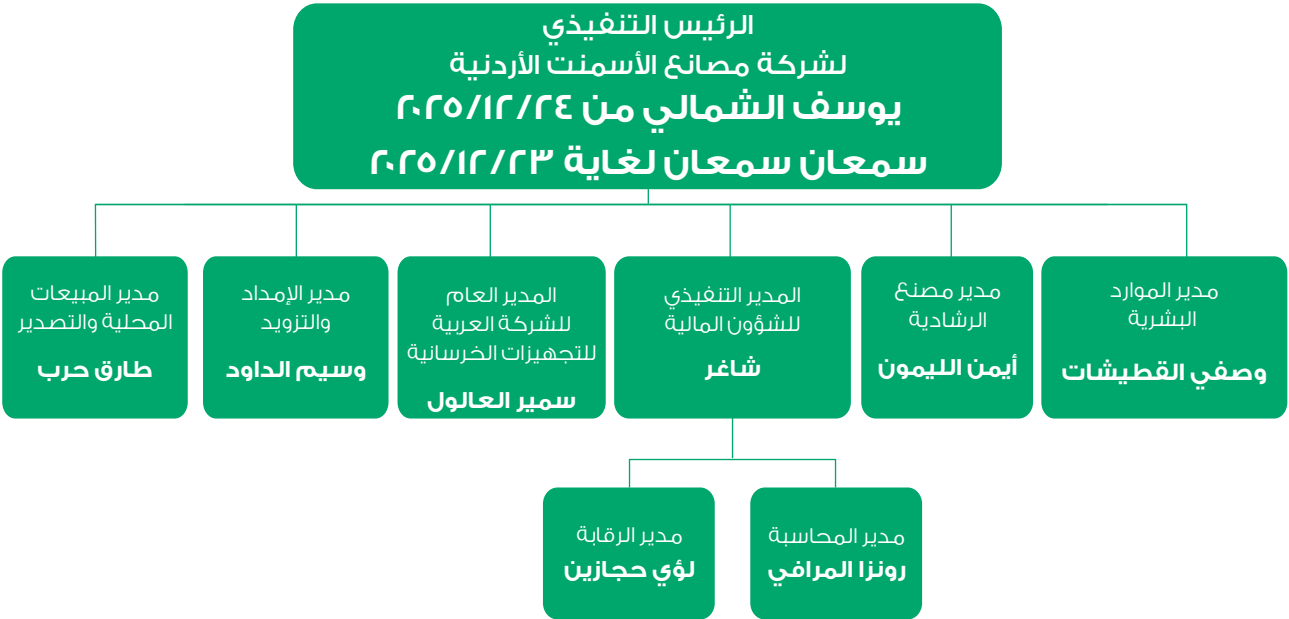 الرئيس التنفيذي
لشركة مصانع الأسمنت الأردنية
يوسف الشمالي من ٢٠٢٥/١٢/٢٤
سمعان سمعان لغاية ٢٠٢٥/١٢/٢٣
مدير الموارد
البشرية
وصفي القطيشات
مدير مصنع
الرشادية
أيمن الليمون
المدير التنفيذي
للشؤون المالية
شاغر
المدير العام
للشركة العربية
للتجهيزات الخرسانية
سمير العالول
مدير الإمداد
والتزويد
وسيم الداود
مدير المبيعات
المحلية والتصدير
طارق حرب
مدير المحاسبة
رونزا المرافي
مدير الرقابة
لؤي حجازين